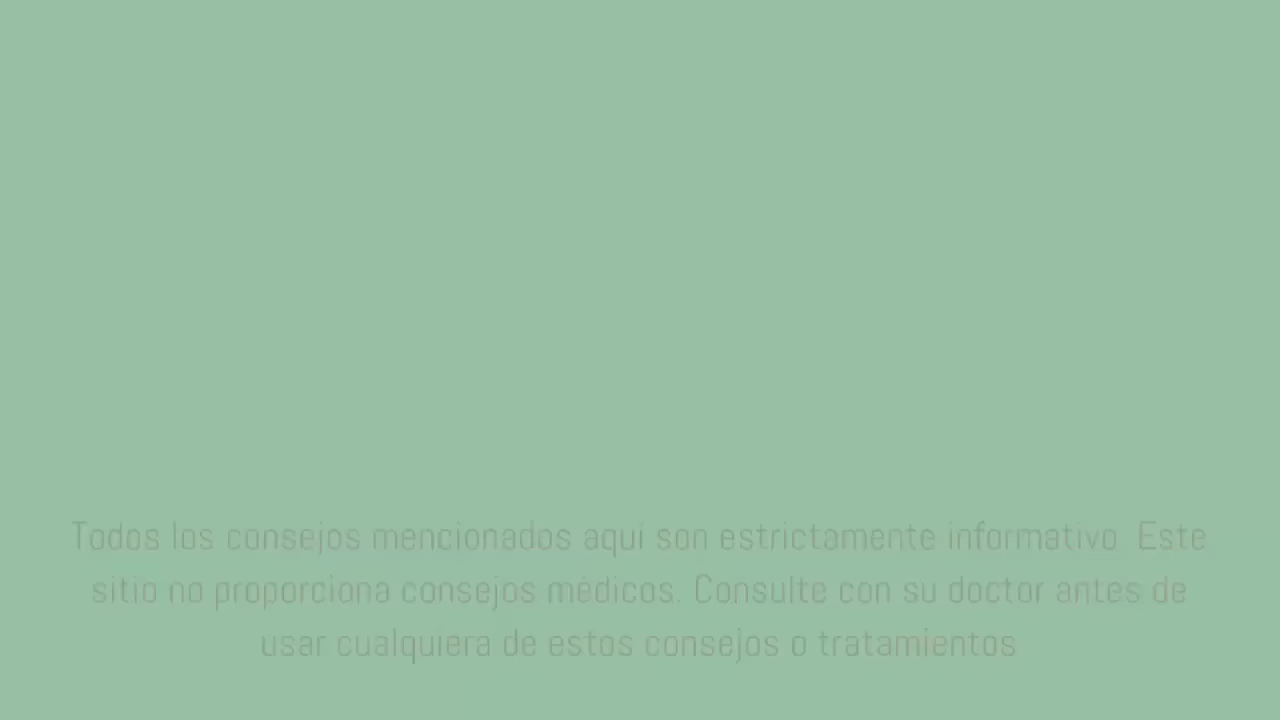 Todos los consejos mencionados aquí son estrictamente informativo. Este
sitio no proporciona consejos médicos. Consulte con su doctor antes de
usar cualquiera de estos consejos o tratamientos